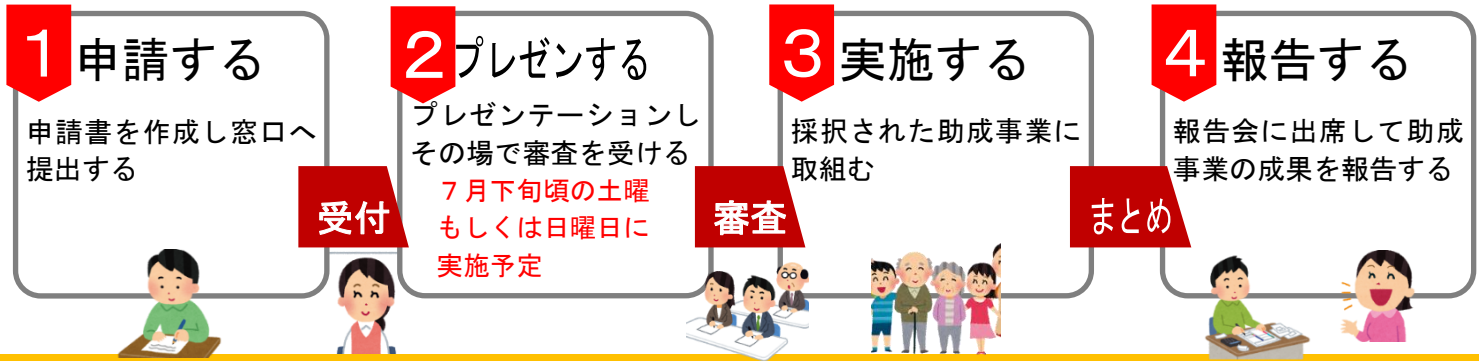 1 申請する
申請書を作成し窓口へ
提出する
受付
2 プレゼンする
プレゼンテーションし
その場で審査を受ける
７月下旬頃の土曜
もしくは日曜日に
実施予定
審査
3 実施する
採択された助成事業に
取組む
まとめ
4 報告する
報告会に出席して助成
事業の成果を報告する